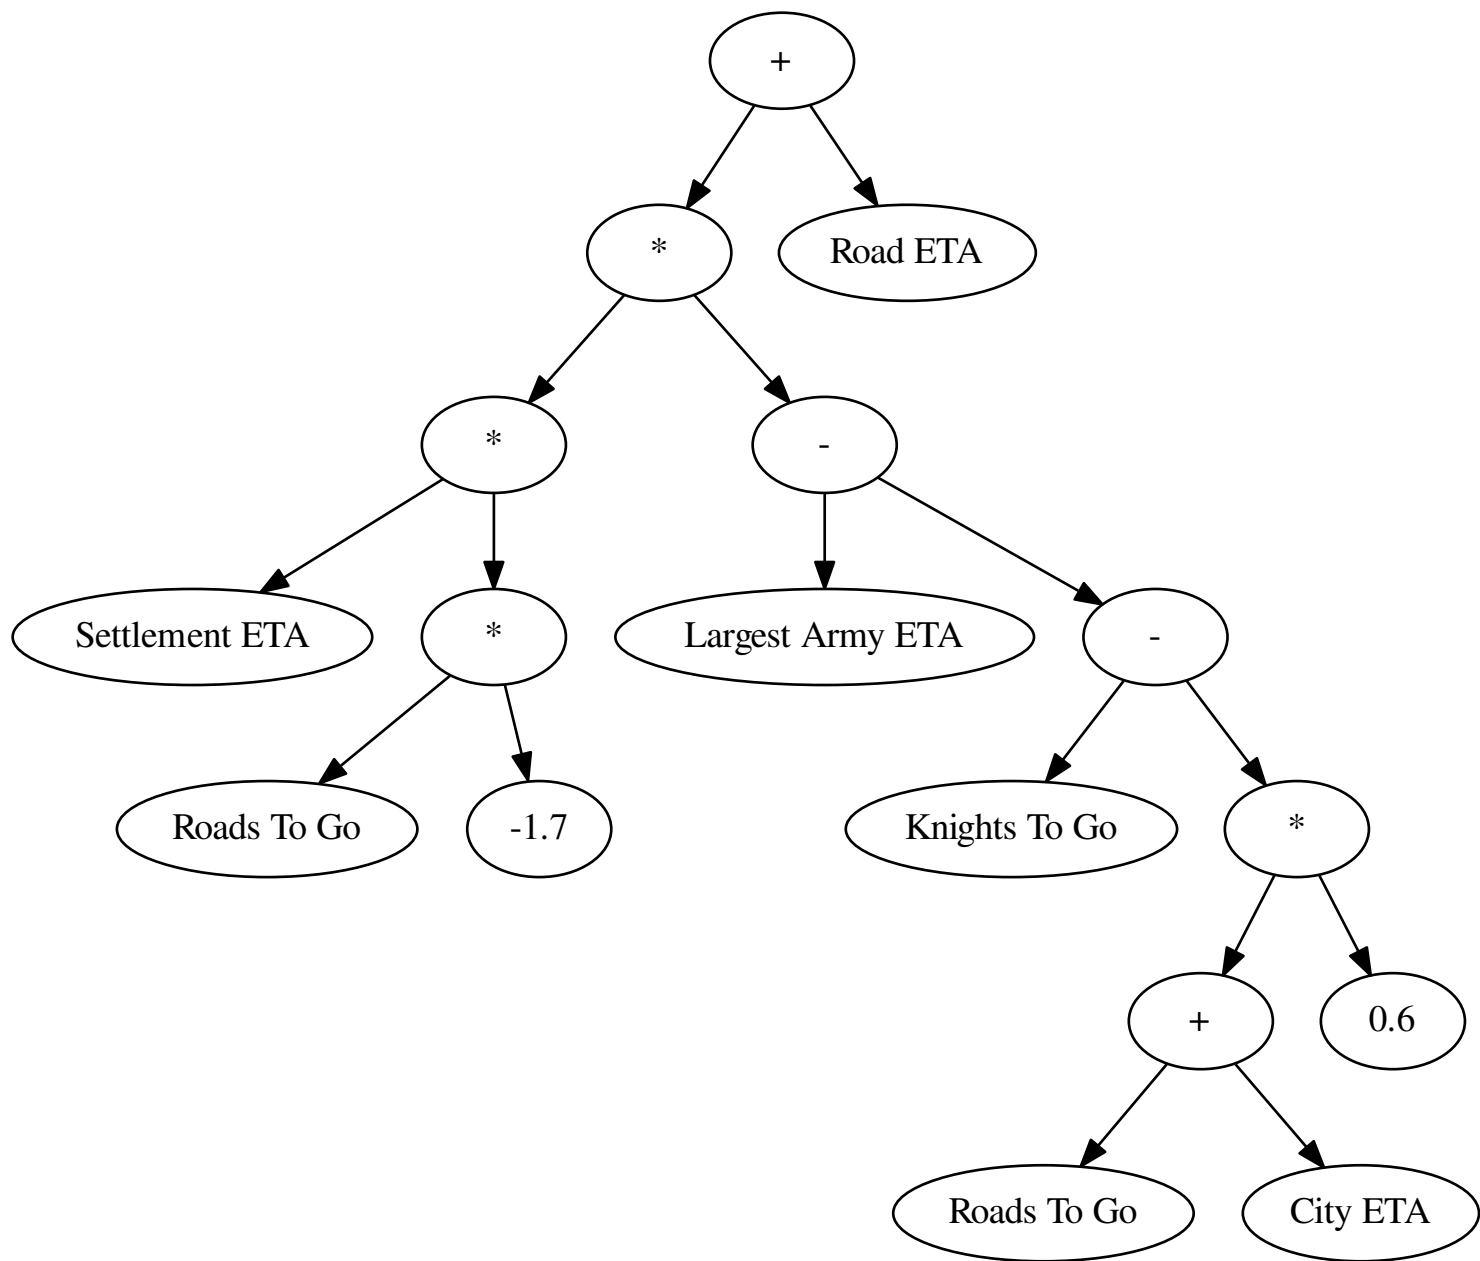 +
*
Road ETA
*
-
Settlement ETA
*
Largest Army ETA
-
Roads To Go
-1.7
Knights To Go
*
+
0.6
Roads To Go
City ETA